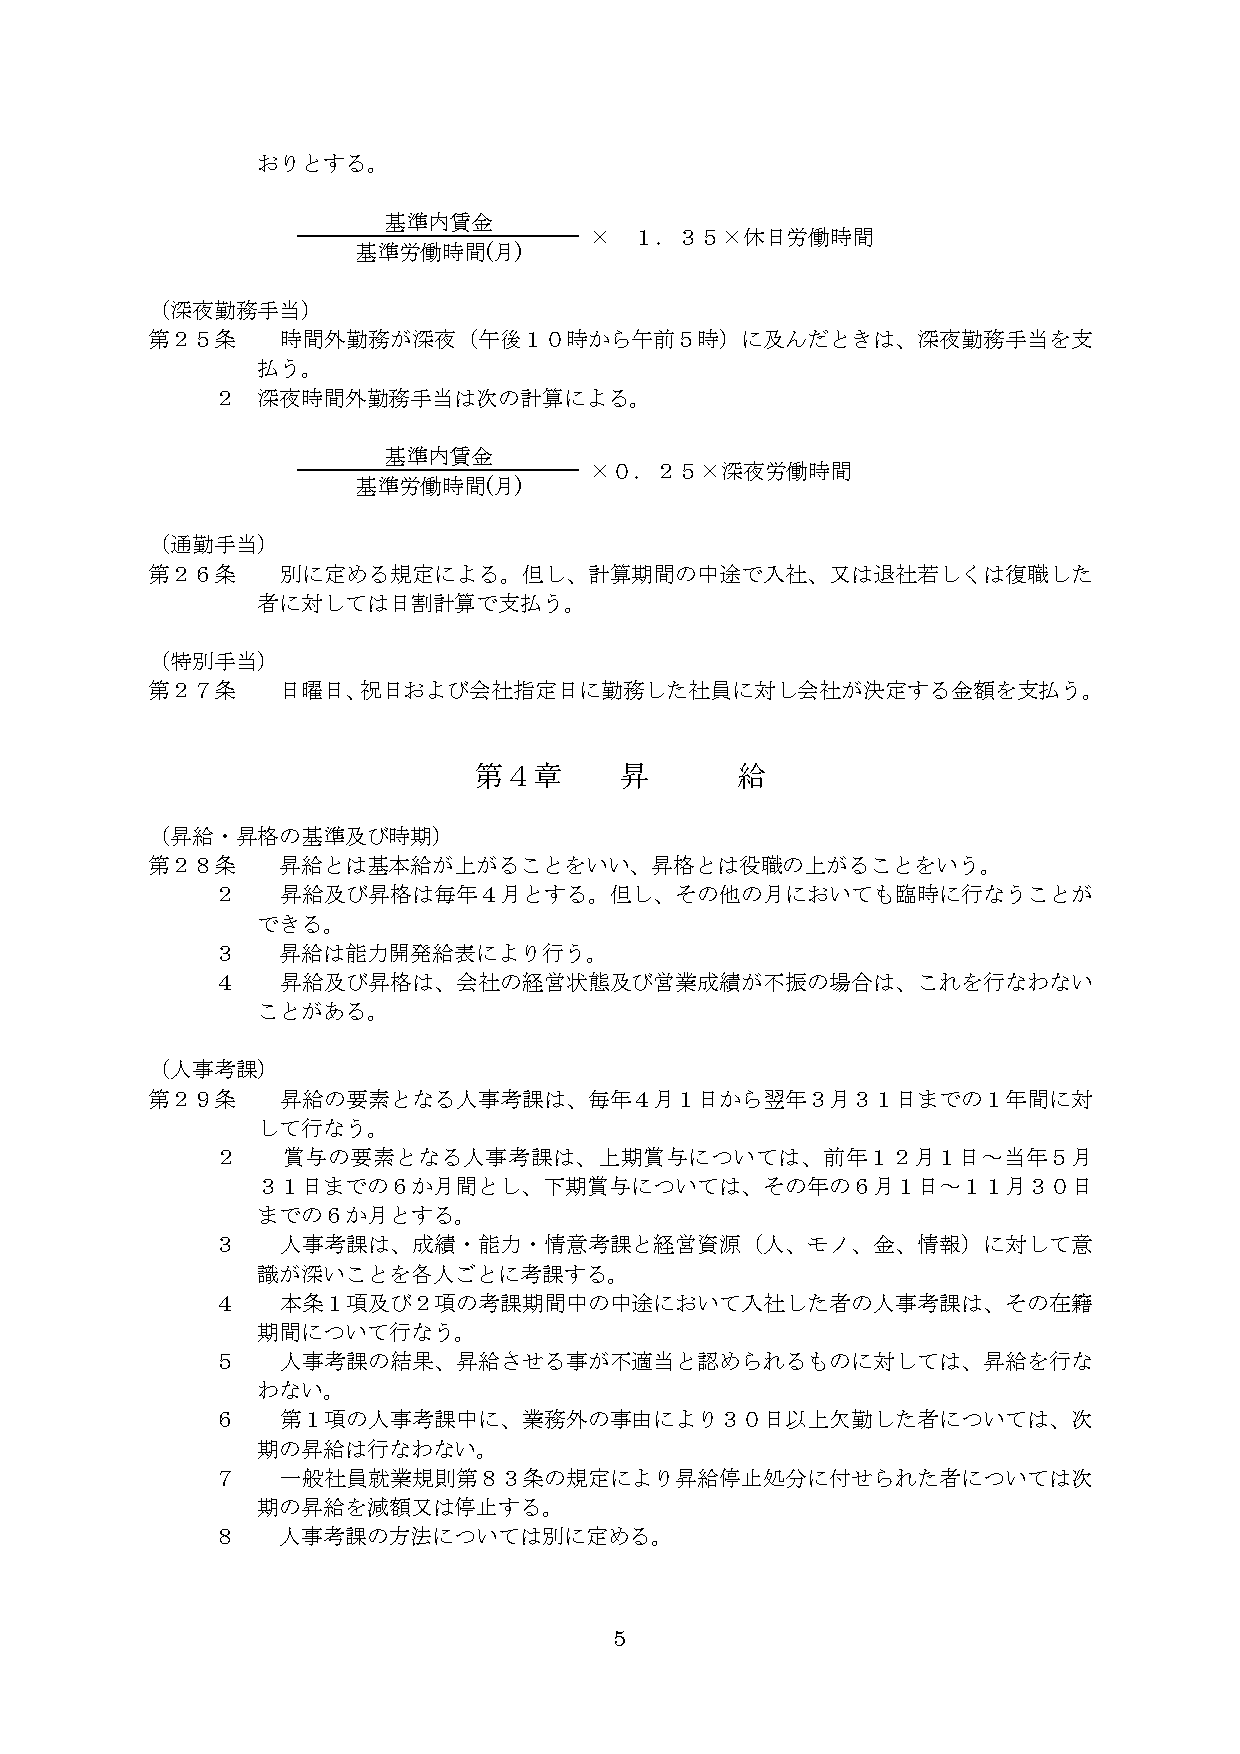 おりとする。
基準内賃金
× １．３５×休日労働時間
基準労働時間(月)
（深夜勤務手当）
第２５条　　時間外勤務が深夜（午後１０時から午前５時）に及んだときは、深夜勤務手当を支
払う。
２　深夜時間外勤務手当は次の計算による。
基準内賃金
×０．２５×深夜労働時間
基準労働時間(月)
（通勤手当）
第２６条　　別に定める規定による。但し、計算期間の中途で入社、又は退社若しくは復職した
者に対しては日割計算で支払う。
（特別手当）
第２７条　　日曜日、祝日および会社指定日に勤務した社員に対し会社が決定する金額を支払う。
第４章　　昇　　　給
（昇給・昇格の基準及び時期）
第２８条　　昇給とは基本給が上がることをいい、昇格とは役職の上がることをいう。
２　　昇給及び昇格は毎年４月とする。但し、その他の月においても臨時に行なうことが
できる。
３　　昇給は能力開発給表により行う。
４　　昇給及び昇格は、会社の経営状態及び営業成績が不振の場合は、これを行なわない
ことがある。
（人事考課）
第２９条　　昇給の要素となる人事考課は、毎年４月１日から翌年３月３１日までの１年間に対
して行なう。
２　　賞与の要素となる人事考課は、上期賞与については、前年１２月１日～当年５月
３１日までの６か月間とし、下期賞与については、その年の６月１日～１１月３０日
までの６か月とする。
３　　人事考課は、成績・能力・情意考課と経営資源（人、モノ、金、情報）に対して意
識が深いことを各人ごとに考課する。
４　　本条１項及び２項の考課期間中の中途において入社した者の人事考課は、その在籍
期間について行なう。
５　　人事考課の結果、昇給させる事が不適当と認められるものに対しては、昇給を行な
わない。
６　　第１項の人事考課中に、業務外の事由により３０日以上欠勤した者については、次
期の昇給は行なわない。
７　　一般社員就業規則第８３条の規定により昇給停止処分に付せられた者については次
期の昇給を減額又は停止する。
８　　人事考課の方法については別に定める。
5